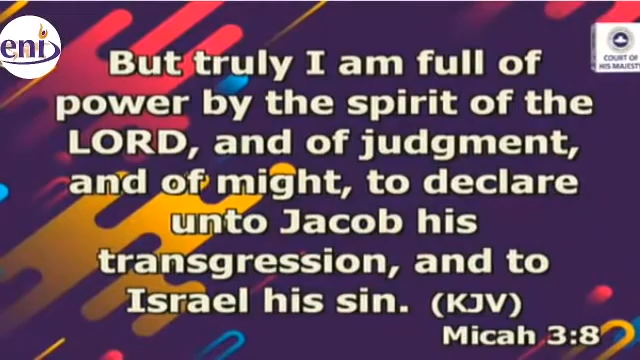 eni
COURT OF
HIS MAJESTY
But truly I am full of
power by the spirit of the
LORD, and of judgment,
and of might, to declare
unto Jacob his
transgression, and to
Israel his sin. (KJV)
Micah 3:8